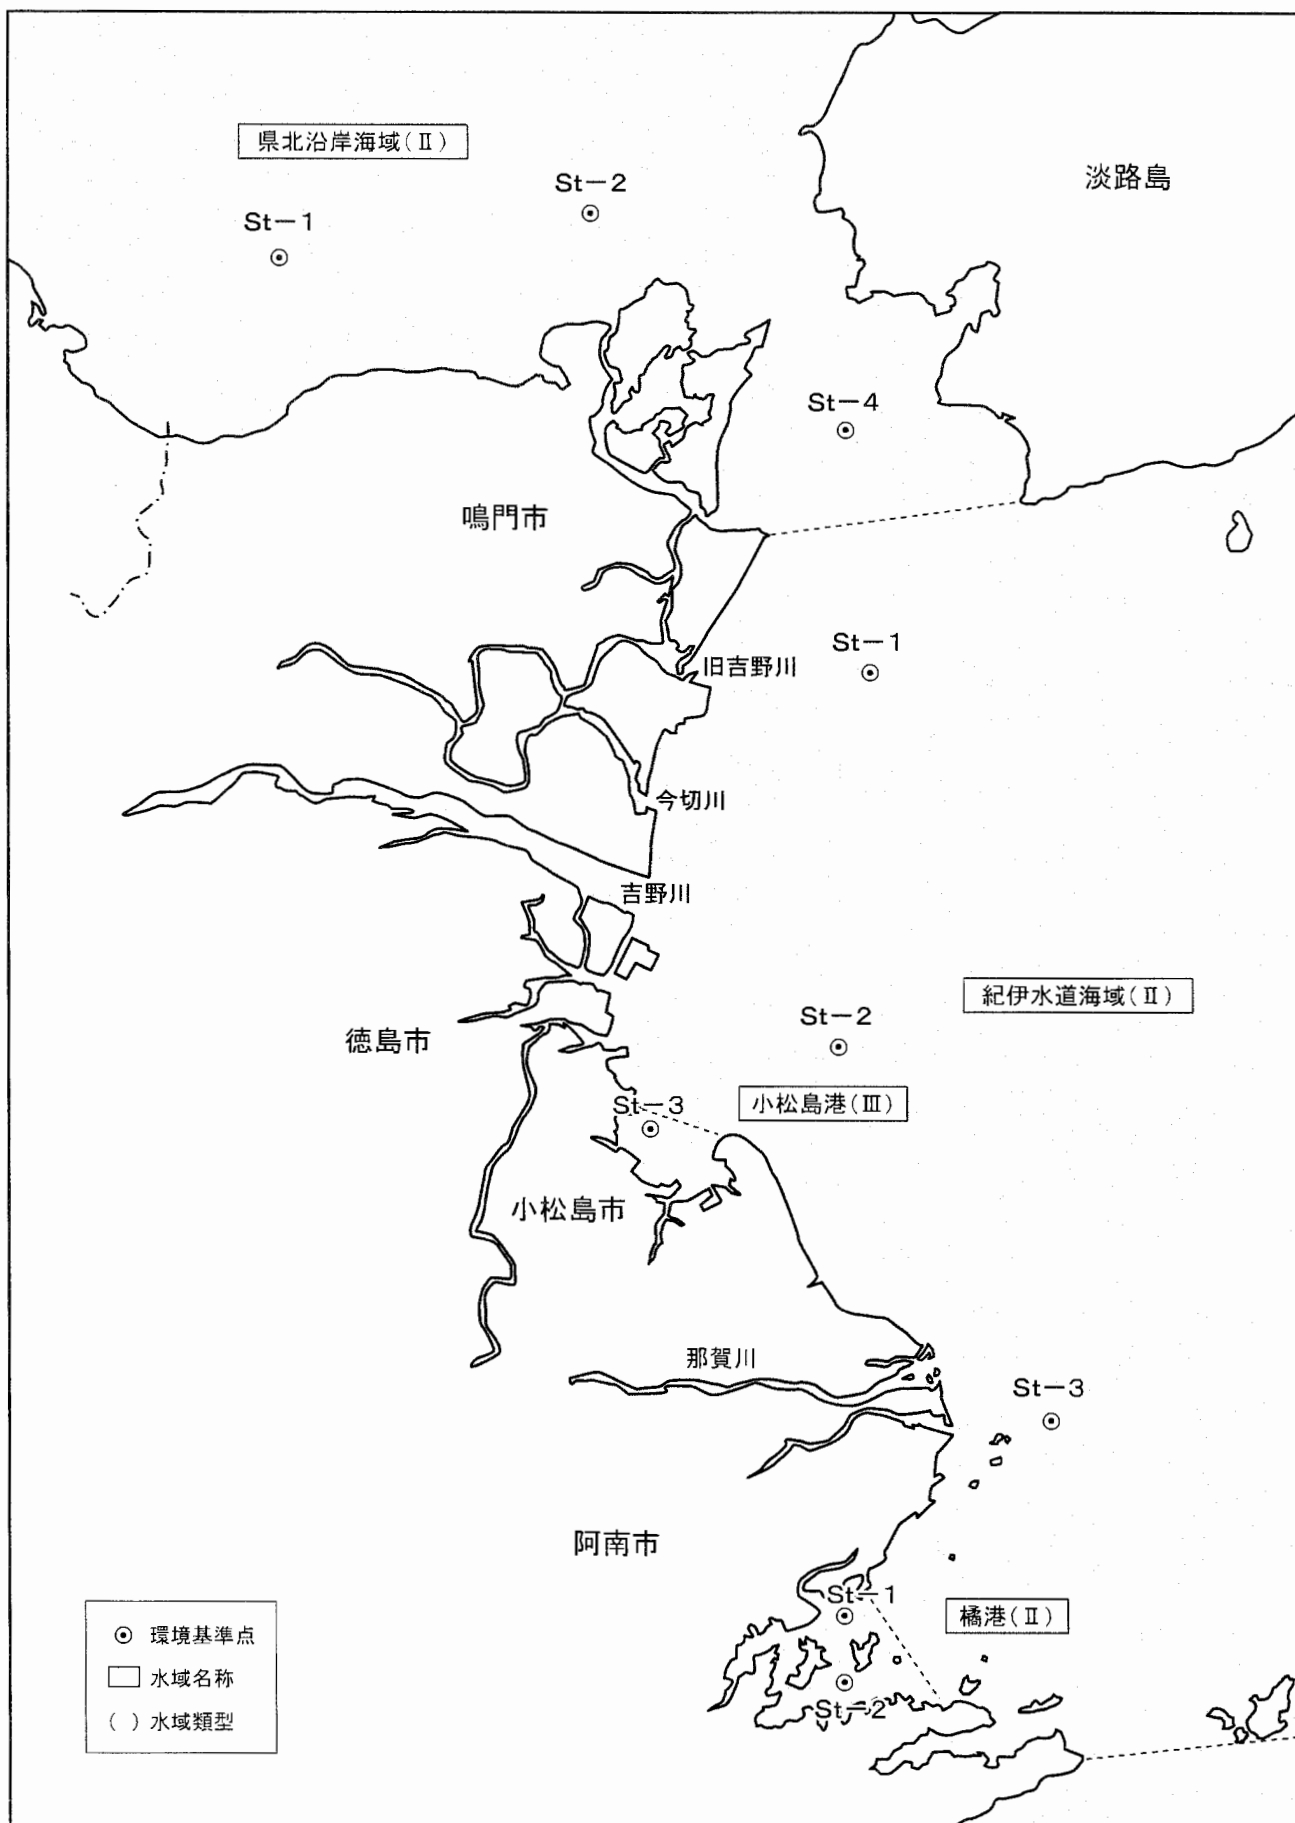 県北沿岸海域(Ⅱ)
淡路島
St－2
St－1
St－4
鳴門市
St－1
旧吉野川
今切川
吉野川
紀伊水道海域(Ⅱ)
St－2
徳島市
小松島港(Ⅲ)
St－3
小松島市
那賀川
St－3
阿南市
St－1
橘港(Ⅱ)
St－2
環境基準点
水域名称
( ) 水域類型